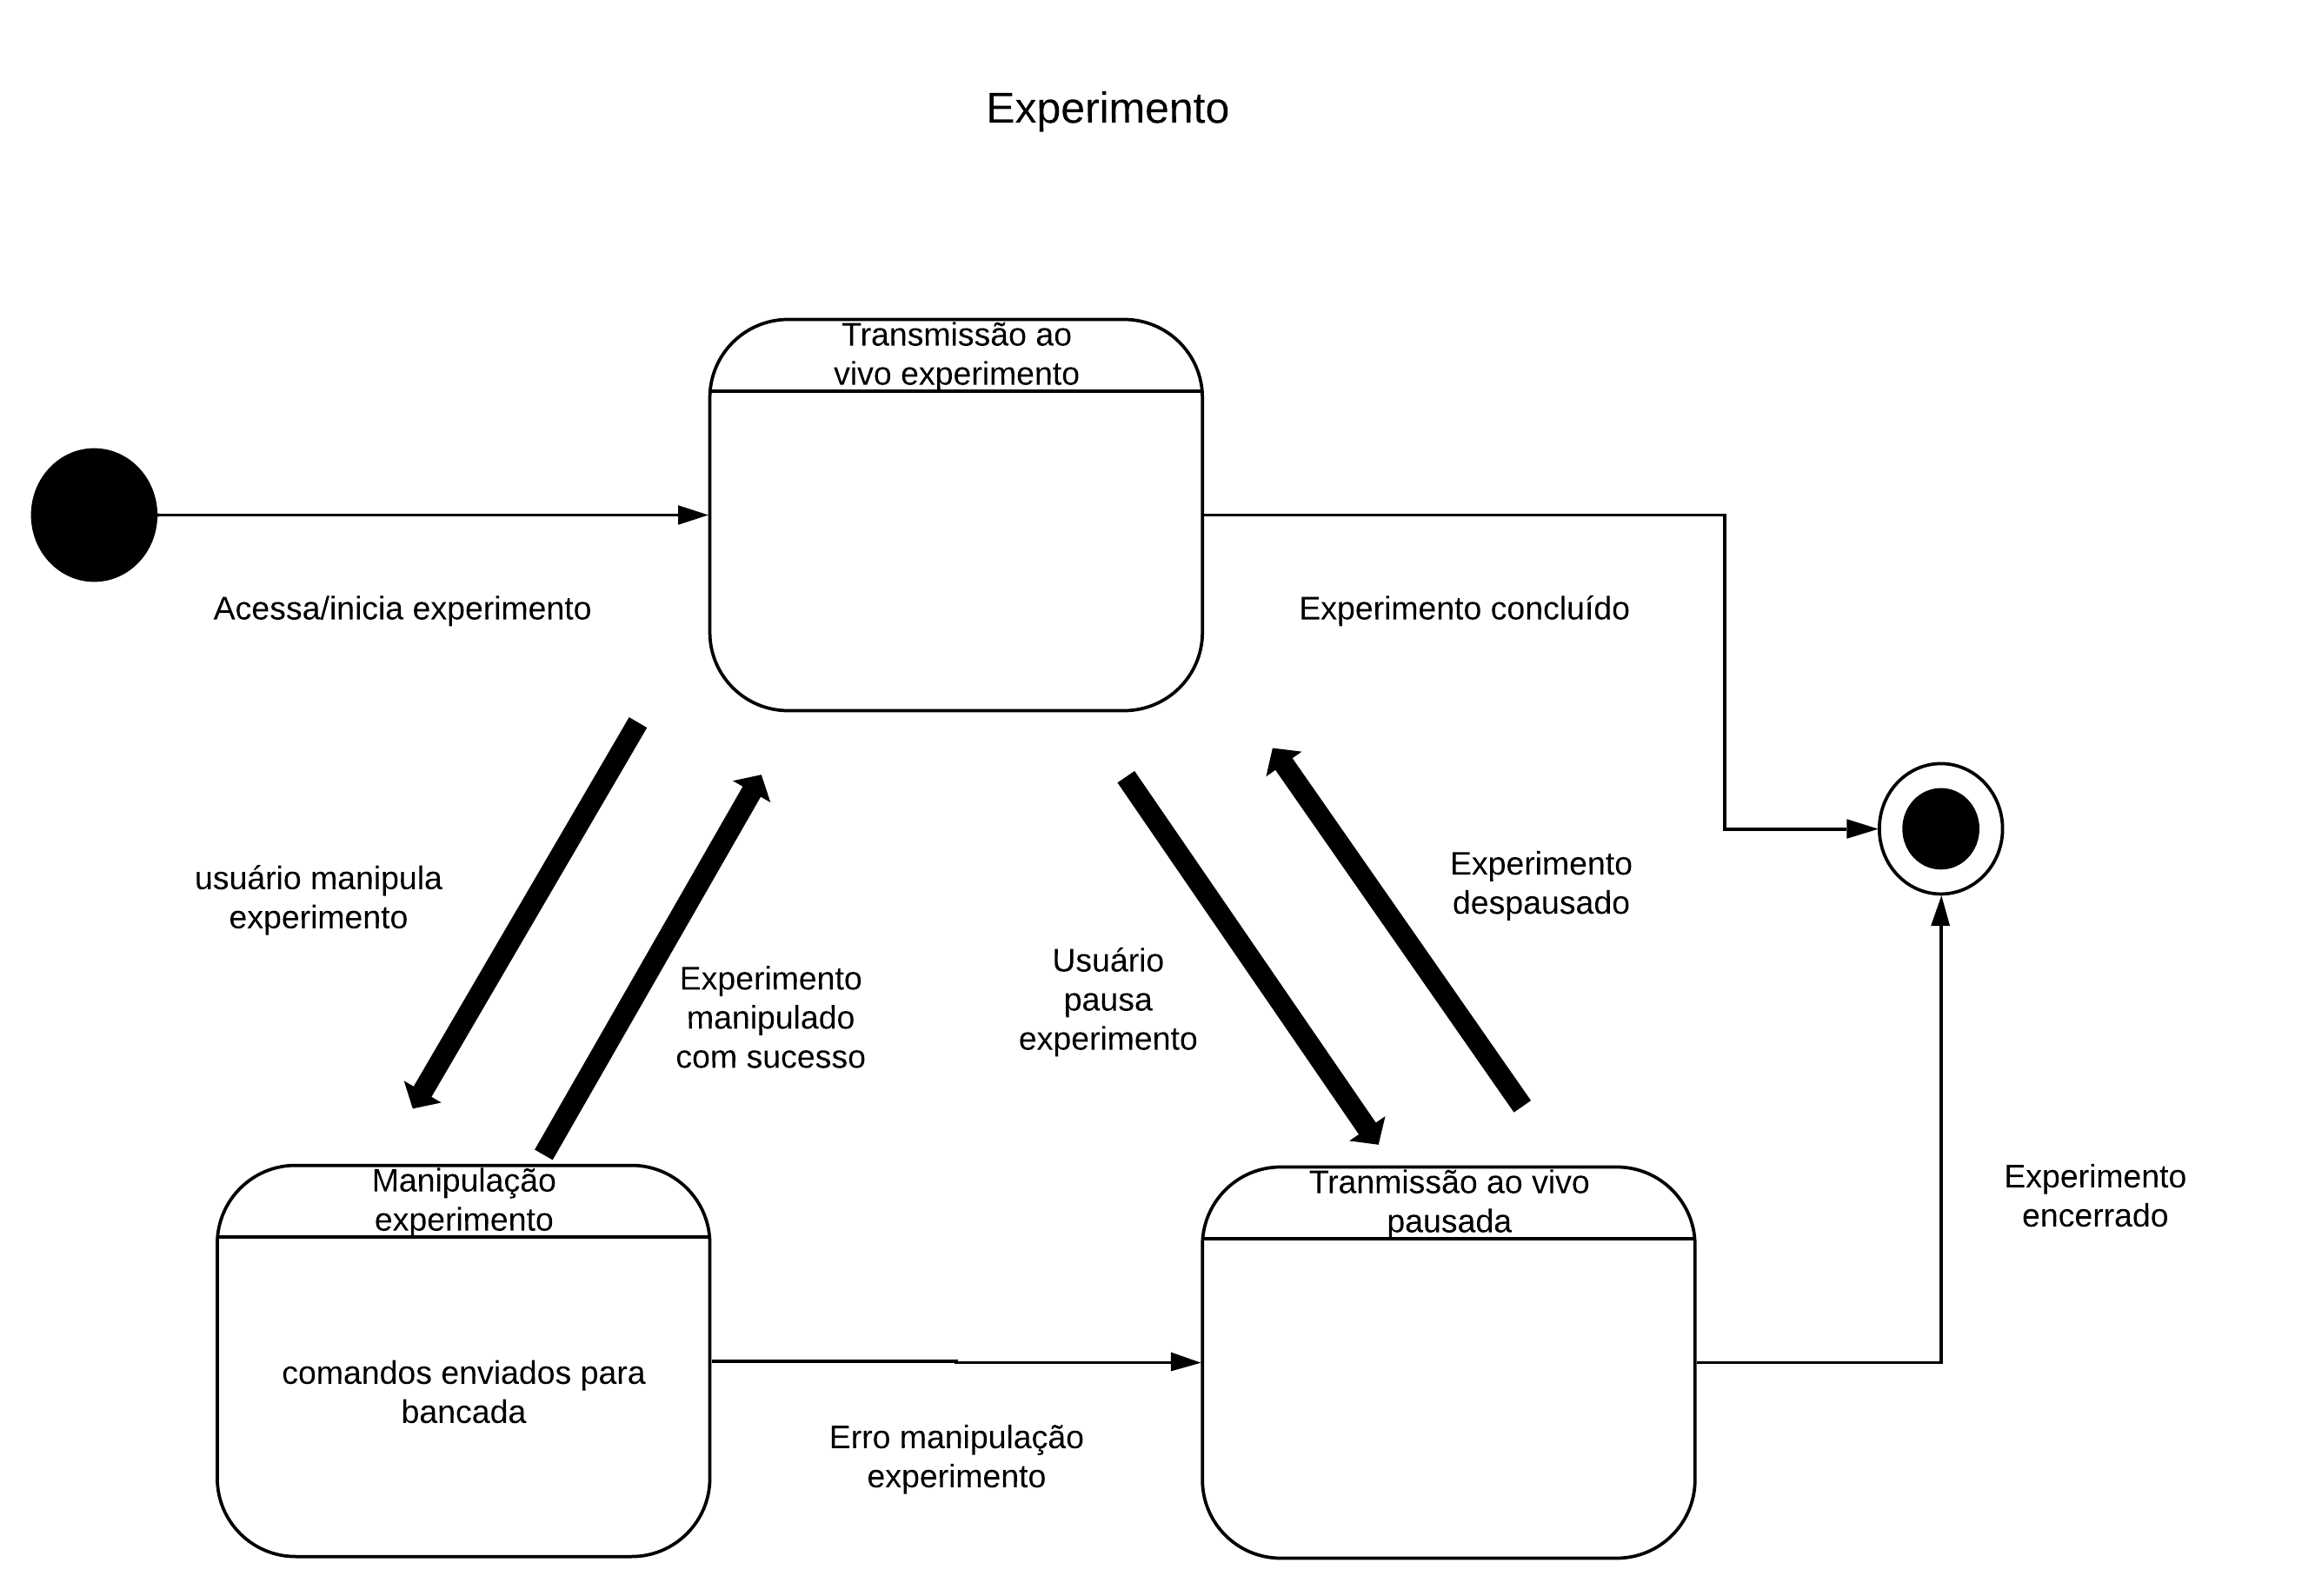 Experimento
Transmissão ao
vivo experimento
Acessa/inicia experimento
Experimento concluído
usuário manipula
experimento
Experimento
manipulado
com sucesso
Usuário
pausa
experimento
Experimento
despausado
Manipulação
experimento
comandos enviados para
bancada
Erro manipulação
experimento
Tranmissão ao vivo
pausada
Experimento
encerrado